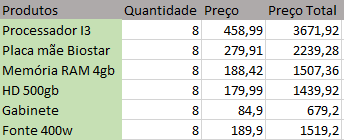 Produtos Quantidade Preço Preço Total
Processador I3 8 458,99 3671,92
Placa mãe Biostar 8 279,91 2239,28
Memória RAM 4gb 8 188,42 1507,36
HD 500gb 8 179,99 1439,92
Gabinete 8 84,9 679,2
Fonte 400w 8 189,9 1519,2